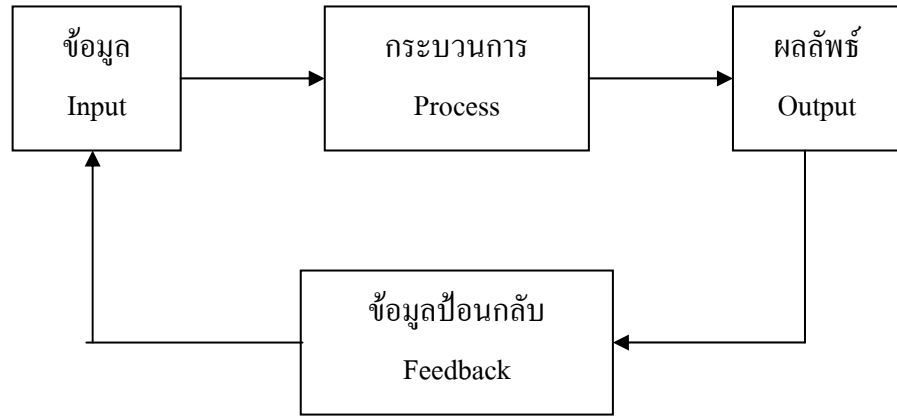 ข้อมูล
Input
กระบวนการ
Process
ผลลัพธ์
Output
ข้อมูลป้อนกลับ
Feedback